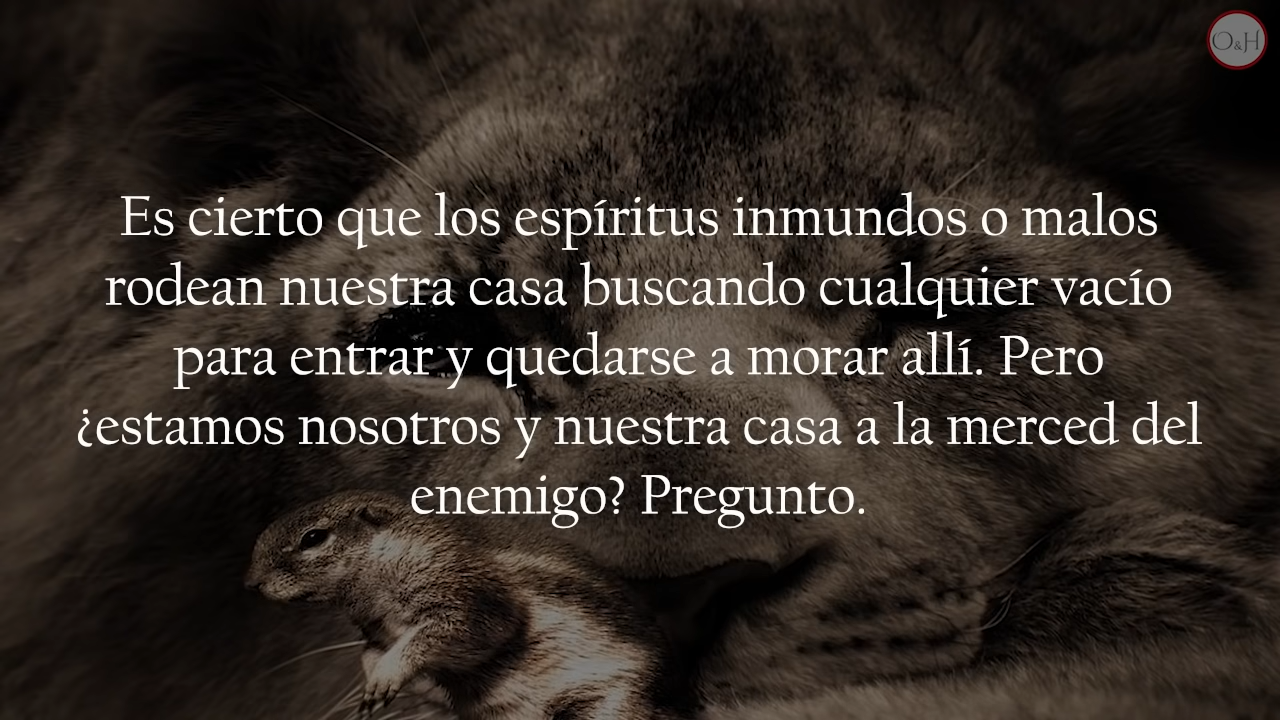 O&H
Es cierto que los espíritus inmundos o malos
rodean nuestra casa buscando cualquier vacío
para entrar y quedarse a morar allí. Pero
¿estamos nosotros y nuestra casa a la merced del
enemigo? Pregunto.